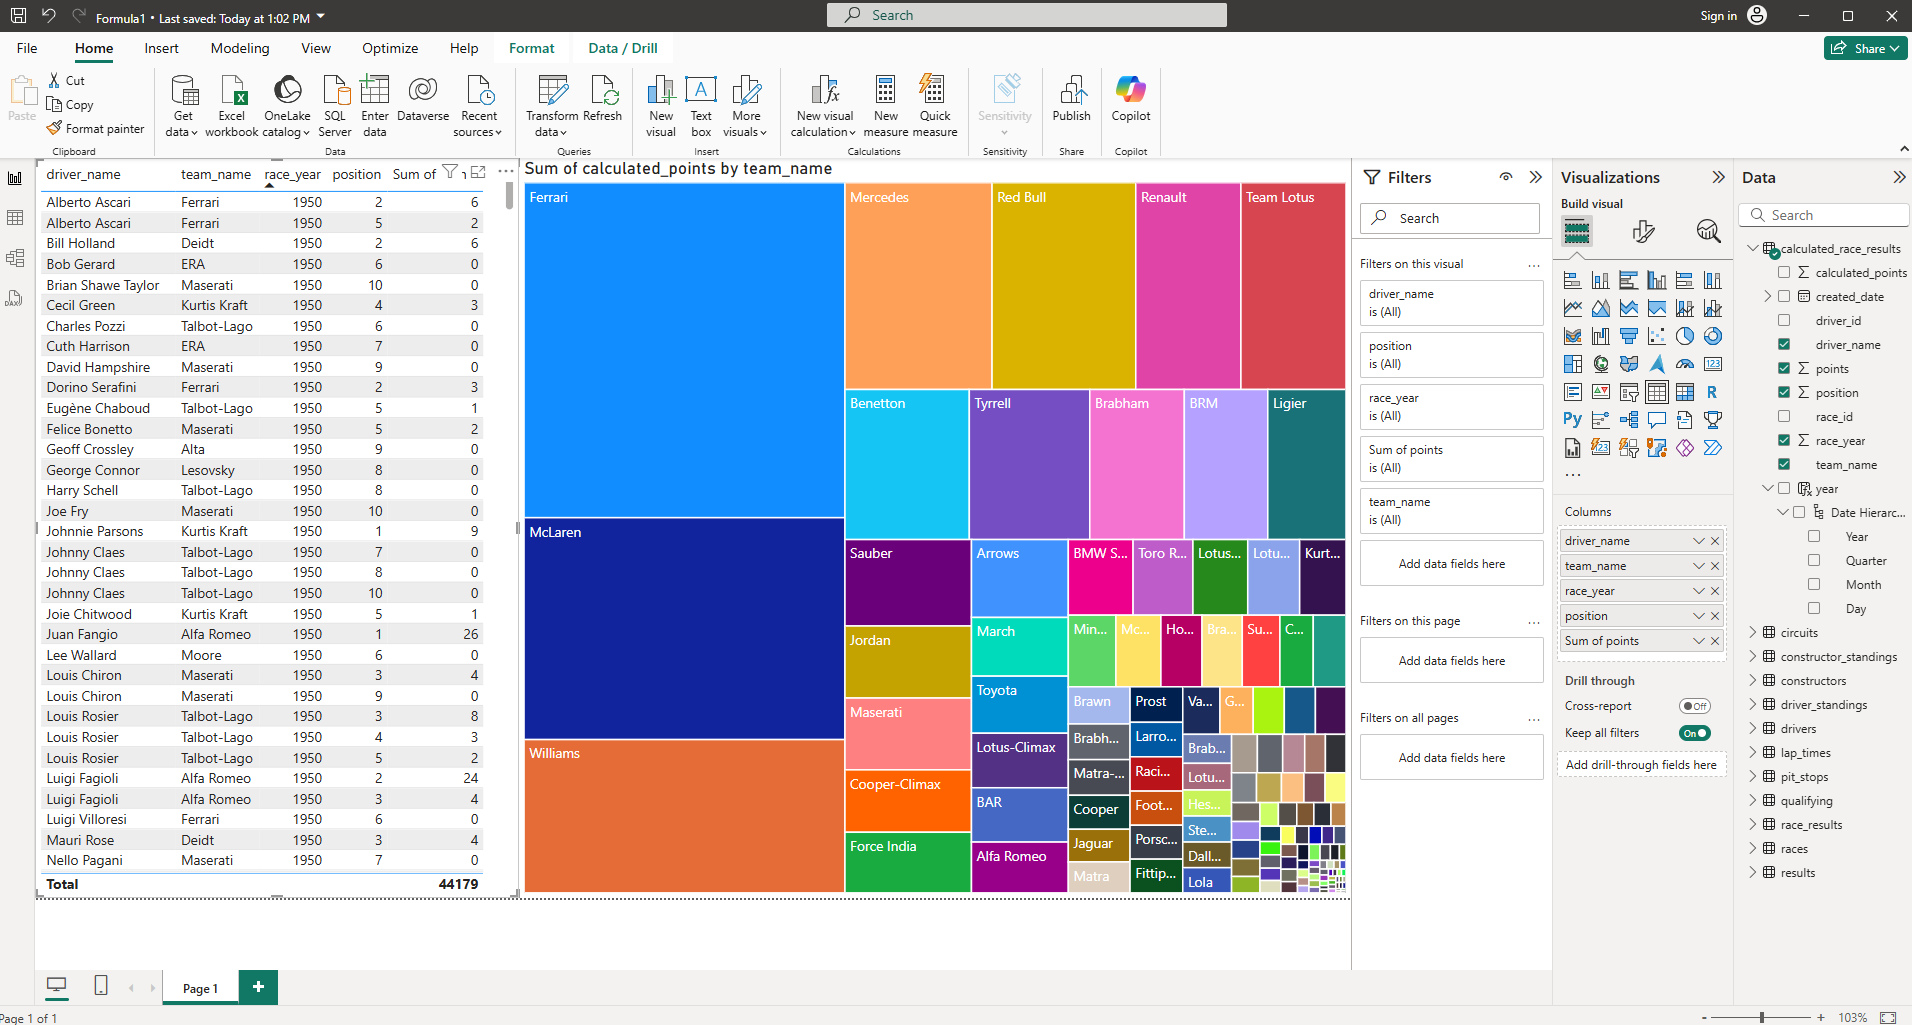 Formula1 • Last saved: Today at 1:02 PM
Search
Sign in
File Home Insert Modeling View Optimize Help Format Data / Drill
Share
Paste
Cut
Copy
Format painter
Clipboard
Get data
Excel workbook
OneLake catalog
SQL Server
Enter data
Dataverse
Recent sources
Data
Transform data
Refresh
Queries
New visual
Text box
More visuals
Insert
New visual calculation
New measure
Quick measure
Calculations
Sensitivity
Sensitivity
Publish
Share
Copilot
Copilot
driver_name team_name race_year position Sum of
Alberto Ascari Ferrari 1950 2 6
Alberto Ascari Ferrari 1950 5 2
Bill Holland Deidt 1950 2 6
Bob Gerard ERA 1950 6 0
Brian Shawe Taylor Maserati 1950 10 0
Cecil Green Kurtis Kraft 1950 4 3
Charles Pozzi Talbot-Lago 1950 6 0
Cuth Harrison ERA 1950 7 0
David Hampshire Maserati 1950 9 0
Dorino Serafini Ferrari 1950 2 3
Eugène Chaboud Talbot-Lago 1950 5 1
Felice Bonetto Maserati 1950 5 2
Geoff Crossley Alta 1950 9 0
George Connor Lesovsky 1950 8 0
Harry Schell Talbot-Lago 1950 8 0
Joe Fry Maserati 1950 10 0
Johnnie Parsons Kurtis Kraft 1950 1 9
Johnny Claes Talbot-Lago 1950 7 0
Johnny Claes Talbot-Lago 1950 8 0
Johnny Claes Talbot-Lago 1950 10 0
Joie Chitwood Kurtis Kraft 1950 5 1
Juan Fangio Alfa Romeo 1950 1 26
Lee Wallard Moore 1950 6 0
Louis Chiron Maserati 1950 3 4
Louis Chiron Maserati 1950 9 0
Louis Rosier Talbot-Lago 1950 3 8
Louis Rosier Talbot-Lago 1950 4 3
Louis Rosier Talbot-Lago 1950 5 2
Luigi Fagioli Alfa Romeo 1950 2 24
Luigi Fagioli Alfa Romeo 1950 3 4
Luigi Villoresi Ferrari 1950 6 0
Mauri Rose Deidt 1950 3 4
Nello Pagani Maserati 1950 7 0
Total 44179
Sum of calculated_points by team_name
Ferrari
McLaren
Williams
Mercedes
Red Bull
Renault
Team Lotus
Benetton
Tyrrell
Brabham
BRM
Ligier
Sauber
Jordan
Maserati
Cooper-Climax
Force India
Arrows
March
Toyota
Lotus-Climax
BAR
Alfa Romeo
BMW S...
Toro R...
Lotus...
Lotu...
Kurt...
Min...
Mc...
Ho...
Bra...
Su...
C...
Brawn
Brabh...
Matra-...
Cooper
Jaguar
Matra
Prost
Larro...
Raci...
Foot...
Porsc...
Fittip...
Va...
G...
Brab...
Lotu...
Hes...
Ste...
Dall...
Lola
Filters
Search
Filters on this visual ...
driver_name
is (All)
position
is (All)
race_year
is (All)
Sum of points
is (All)
team_name
is (All)
Add data fields here
Filters on this page ...
Add data fields here
Filters on all pages ...
Add data fields here
Visualizations
Build visual
123
R
Py
123
...
Columns
driver_name
team_name
race_year
position
Sum of points
Drill through
Cross-report Off
Keep all filters On
Add drill-through fields here
Data
Search
calculated_race_results
calculated_points
created_date
driver_id
driver_name
points
position
race_id
race_year
team_name
year
Date Hierarc...
Year
Quarter
Month
Day
circuits
constructor_standings
constructors
driver_standings
drivers
lap_times
pit_stops
qualifying
race_results
races
results
DAX
Page 1
Page 1 of 1
103%